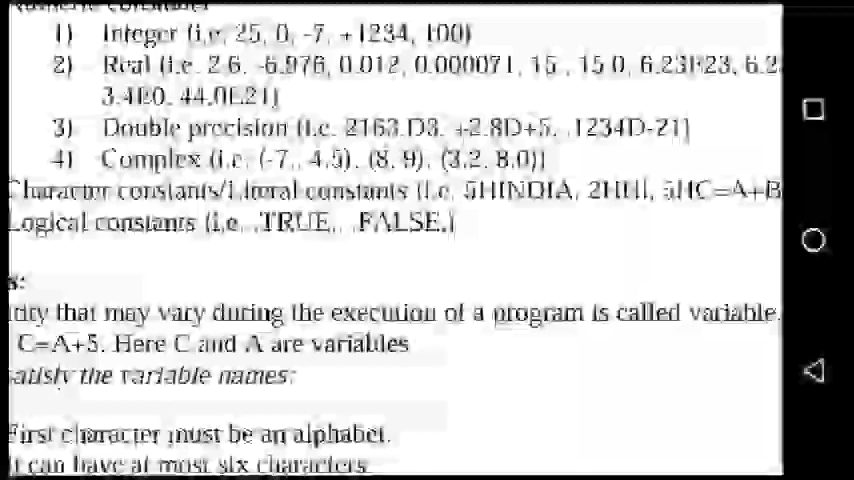 Numeric constants
1) Integer (i.e. 25, 0, -7, +1234, 100)
2) Real (i.e. 2.6, -6.976, 0.012, 0.000071, 15., 15.0, 6.23E23, 6.2
3.4E0, 44.0E21)
3) Double precision (i.e. 2163.D3, +2.8D+5, .1234D-21)
4) Complex (i.e. (-7., 4.5), (8, 9), (3.2, 8.0))
Character constants/Literal constants (i.e. 5HINDIA, 2HHI, 5HC=A+B
Logical constants (i.e. .TRUE., .FALSE.)
s:
tity that may vary during the execution of a program is called variable.
C=A+5. Here C and A are variables
satisfy the variable names:
First character must be an alphabet.
It can have at most six characters